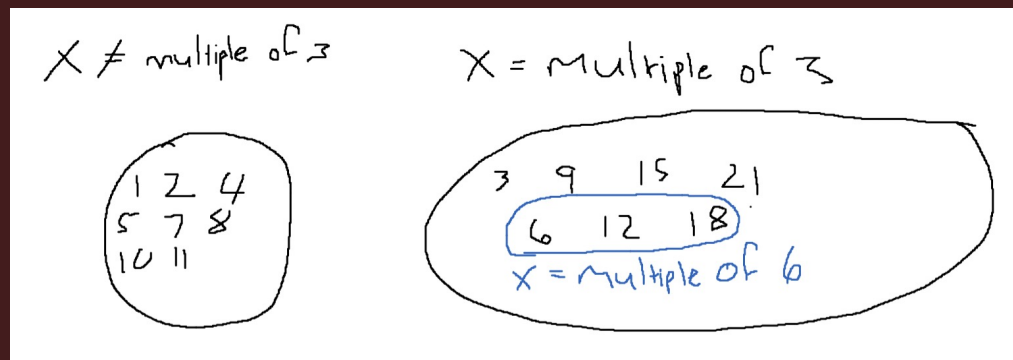 X ≠ multiple of 3
X = multiple of 3
1 2 4
5 7 8
10 11
3 9 15 21
6 12 18
X = multiple of 6